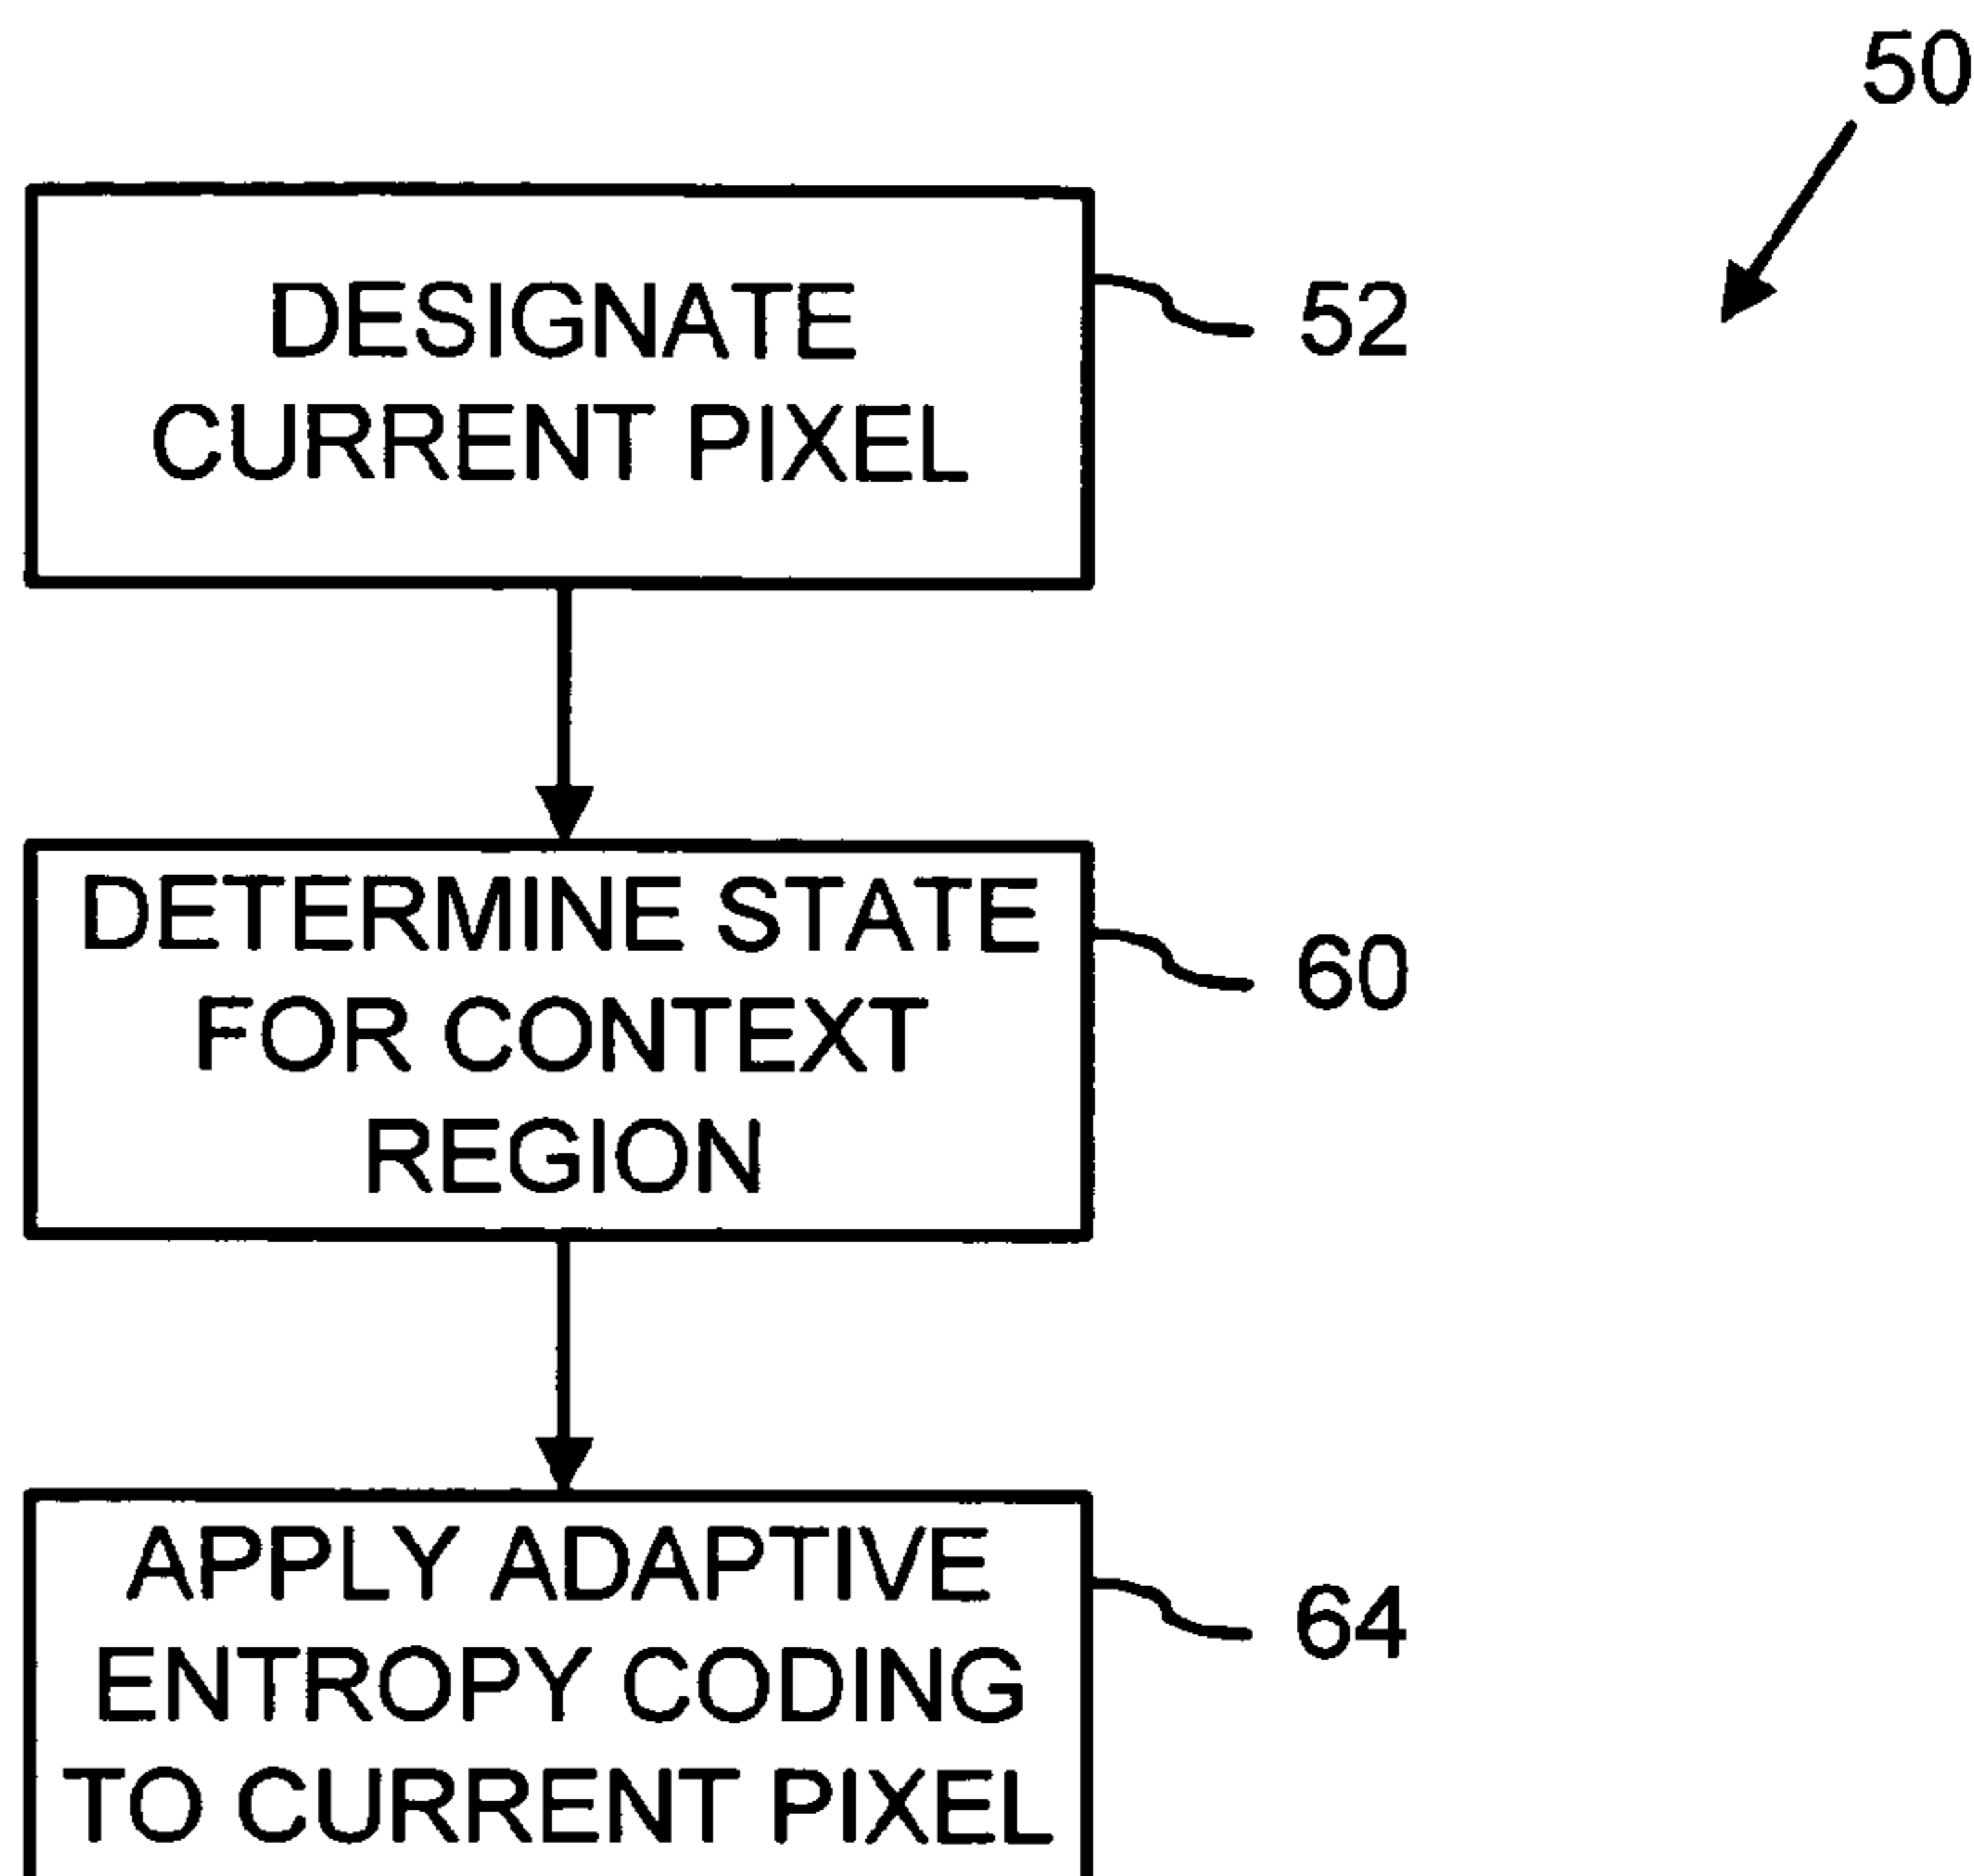 50
DESIGNATE
CURRENT PIXEL
52
DETERMINE STATE
FOR CONTEXT
REGION
60
APPLY ADAPTIVE
ENTROPY CODING
TO CURRENT PIXEL
64